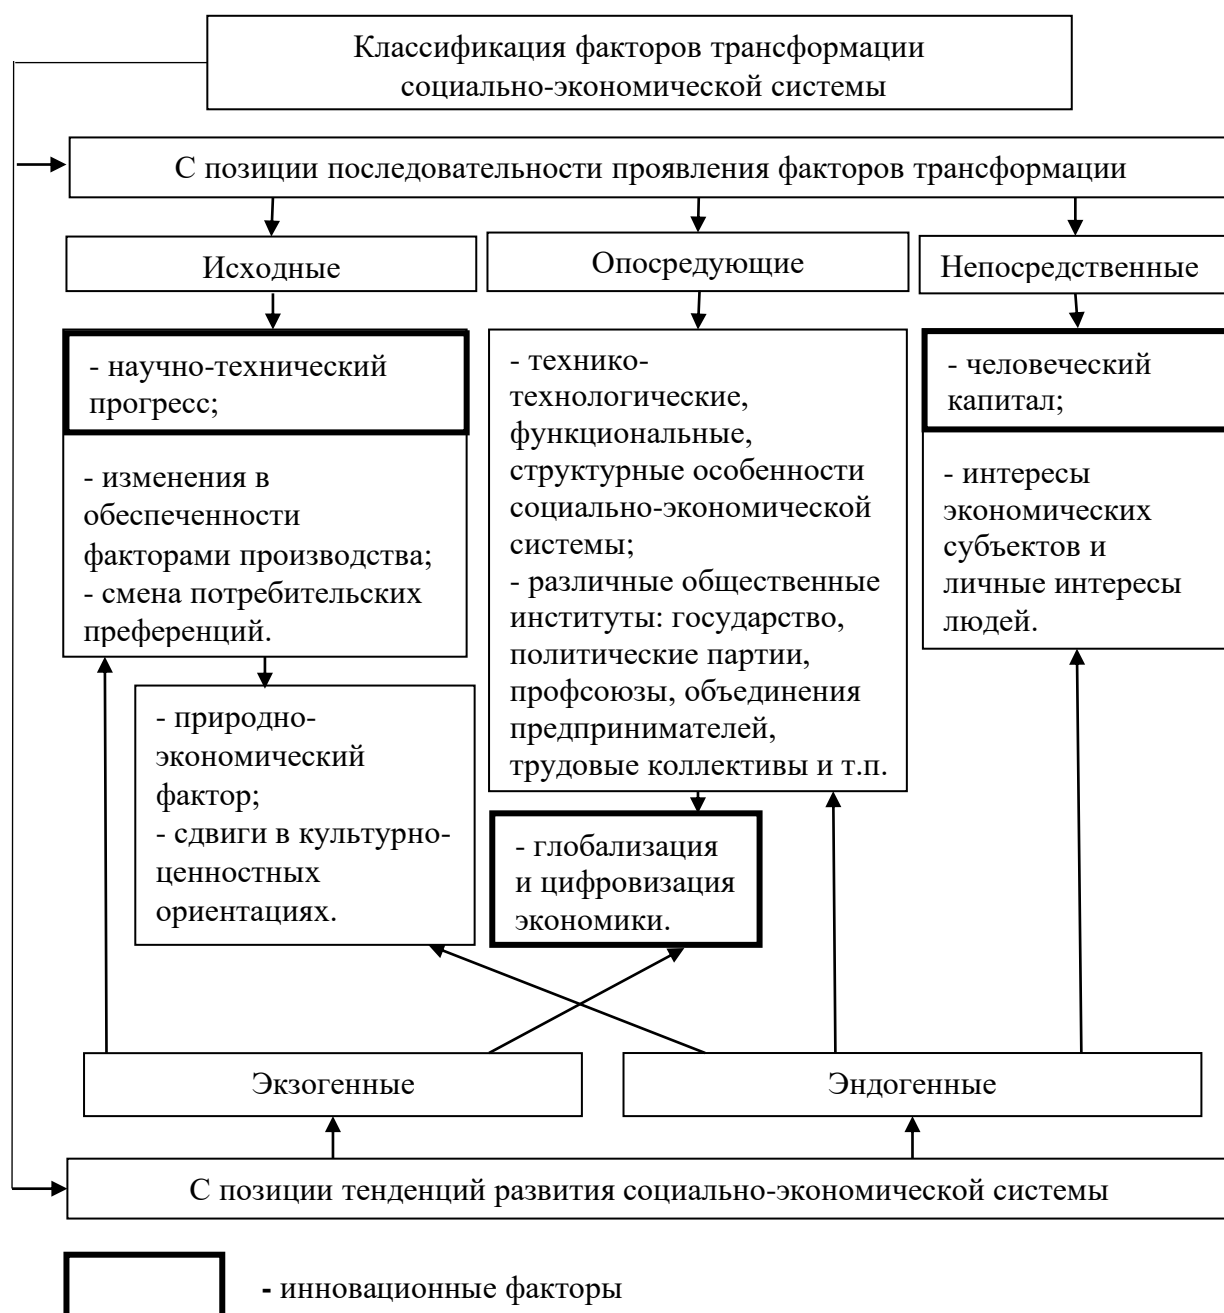 Классификация факторов трансформации
социально-экономической системы
С позиции последовательности проявления факторов трансформации
Исходные
Опосредующие
Непосредственные
- научно-технический
прогресс;
- изменения в
обеспеченности
факторами производства;
- смена потребительских
преференций.
- природно-
экономический
фактор;
- сдвиги в культурно-
ценностных
ориентациях.
- технико-
технологические,
функциональные,
структурные особенности
социально-экономической
системы;
- различные общественные
институты: государство,
политические партии,
профсоюзы, объединения
предпринимателей,
трудовые коллективы и т.п.
- глобализация
и цифровизация
экономики.
- человеческий
капитал;
- интересы
экономических
субъектов и
личные интересы
людей.
Экзогенные
Эндогенные
С позиции тенденций развития социально-экономической системы
- инновационные факторы